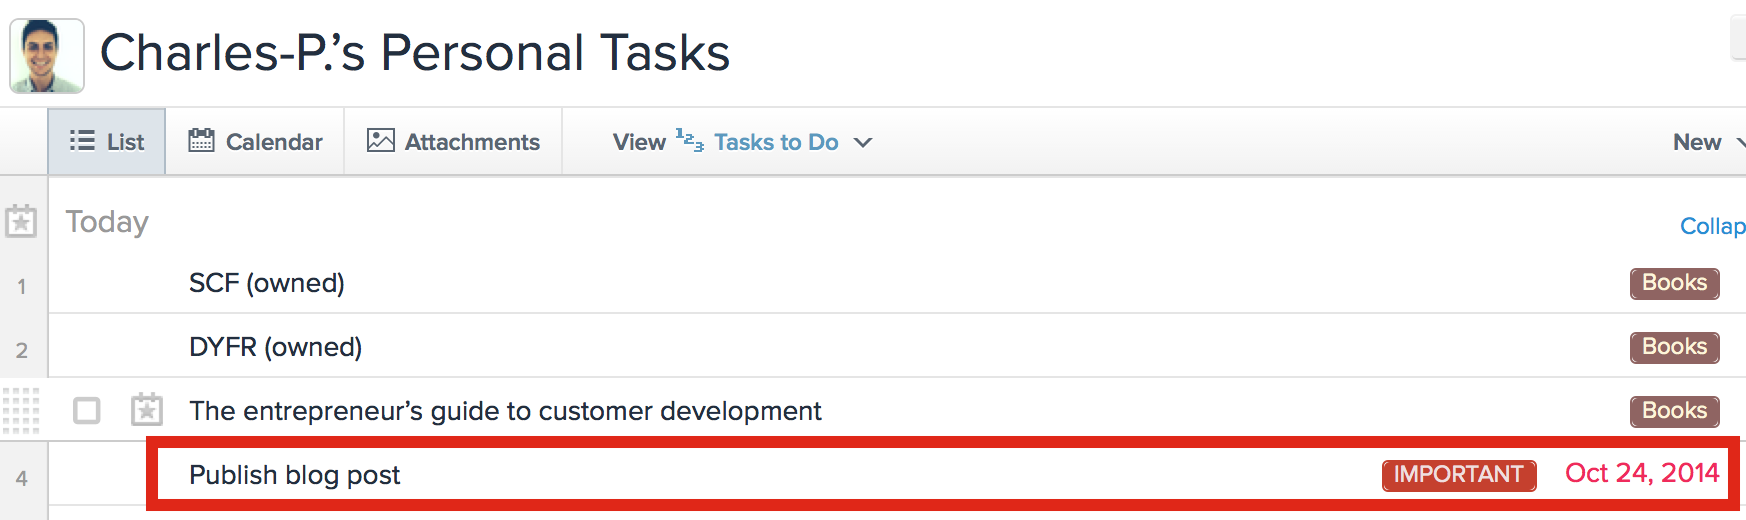 Charles-P.’s Personal Tasks
List Calendar Attachments View 123 Tasks to Do New
Today Collap
1 SCF (owned) Books
2 DYFR (owned) Books
The entrepreneur’s guide to customer development Books
4 Publish blog post IMPORTANT Oct 24, 2014